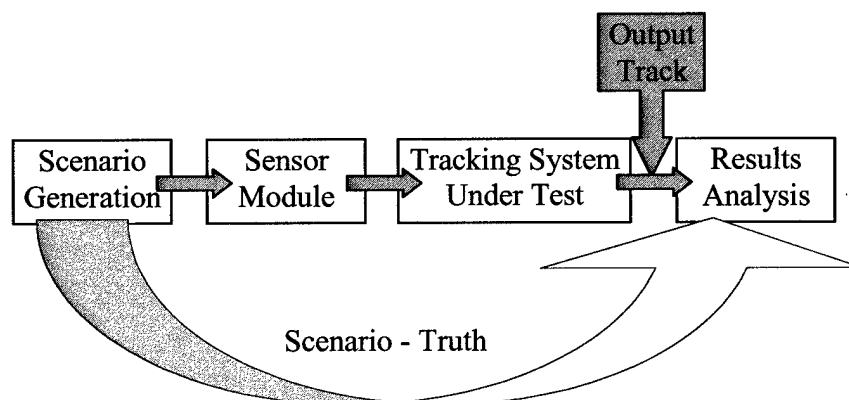 Output
Track
Scenario
Generation
Sensor
Module
Tracking System
Under Test
Results
Analysis
Scenario - Truth